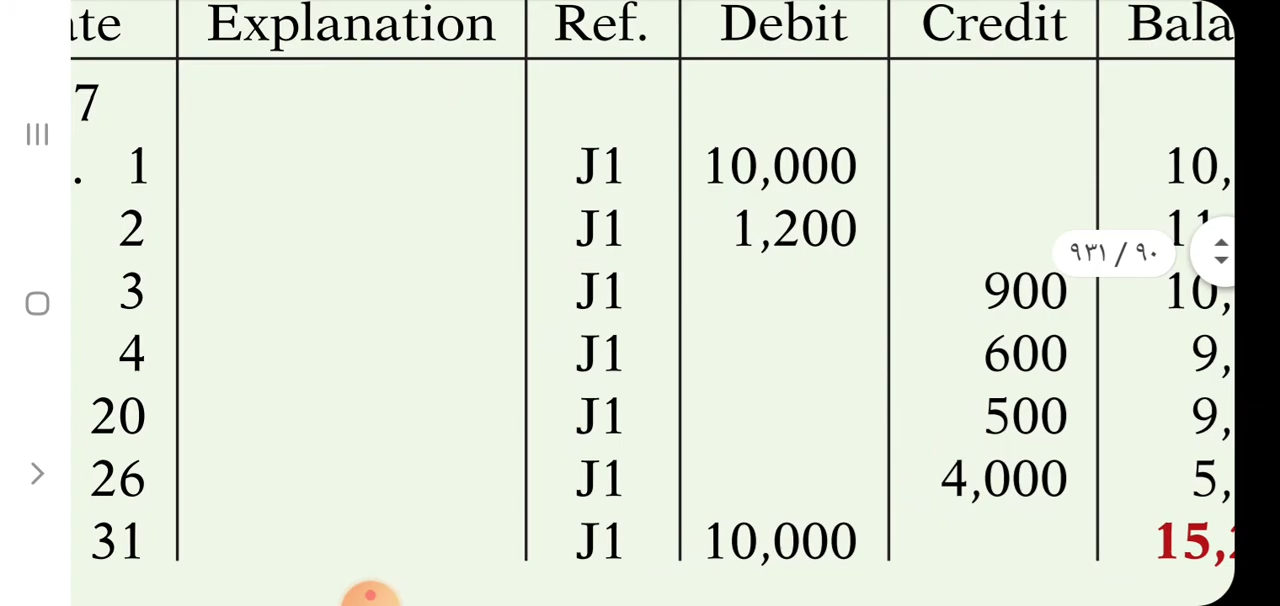 ate Explanation Ref. Debit Credit Bala
7
. 1 J1 10,000 10,
2 J1 1,200 11
٩٣١ / ٩٠
3 J1 900 10,
4 J1 600 9,
20 J1 500 9,
26 J1 4,000 5,
31 J1 10,000 15,2